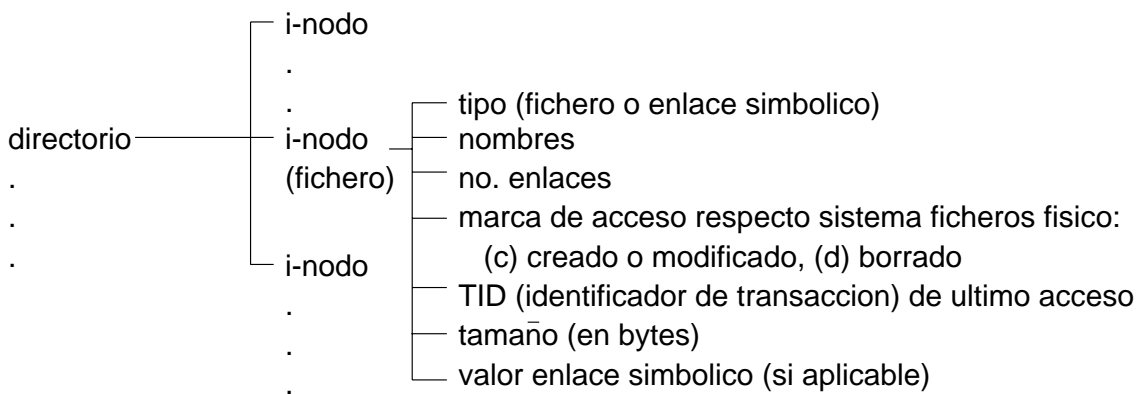 i-nodo
.
.
directorio
.
.
.
i-nodo
(fichero)
i-nodo
.
.
.
tipo (fichero o enlace simbolico)
nombres
no. enlaces
marca de acceso respecto sistema ficheros fisico:
(c) creado o modificado, (d) borrado
TID (identificador de transaccion) de ultimo acceso
tamaño (en bytes)
valor enlace simbolico (si aplicable)